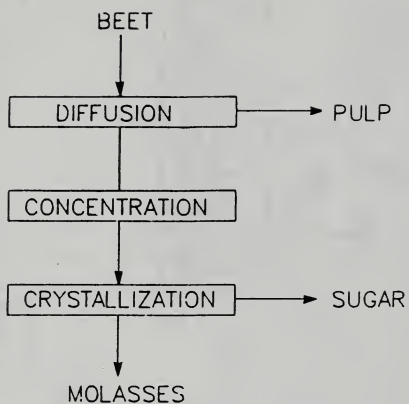 BEET
DIFFUSION
PULP
CONCENTRATION
CRYSTALLIZATION
SUGAR
MOLASSES